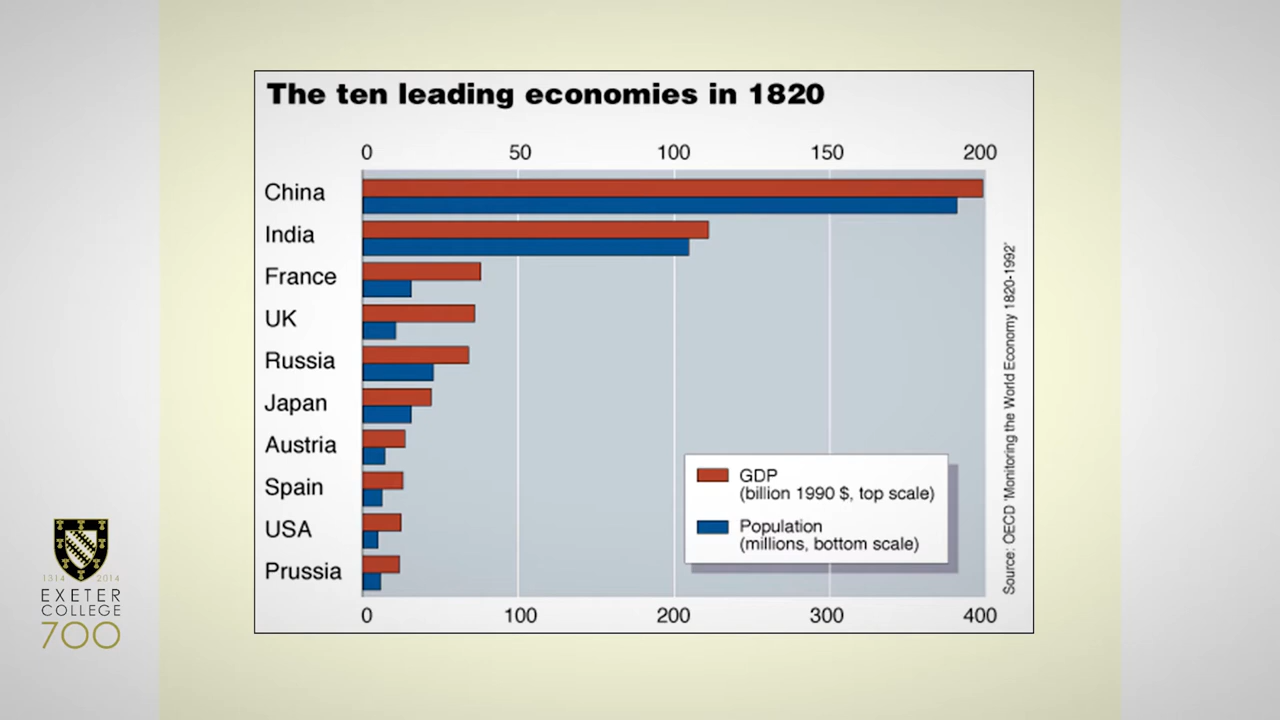 The ten leading economies in 1820
0 50 100 150 200
China
India
France
UK
Russia
Japan
Austria
Spain
USA
Prussia
0 100 200 300 400
GDP
(billion 1990 $, top scale)
Population
(millions, bottom scale)
Source: OECD 'Monitoring the World Economy 1820-1992'
1314 2014
EXETER
COLLEGE
700